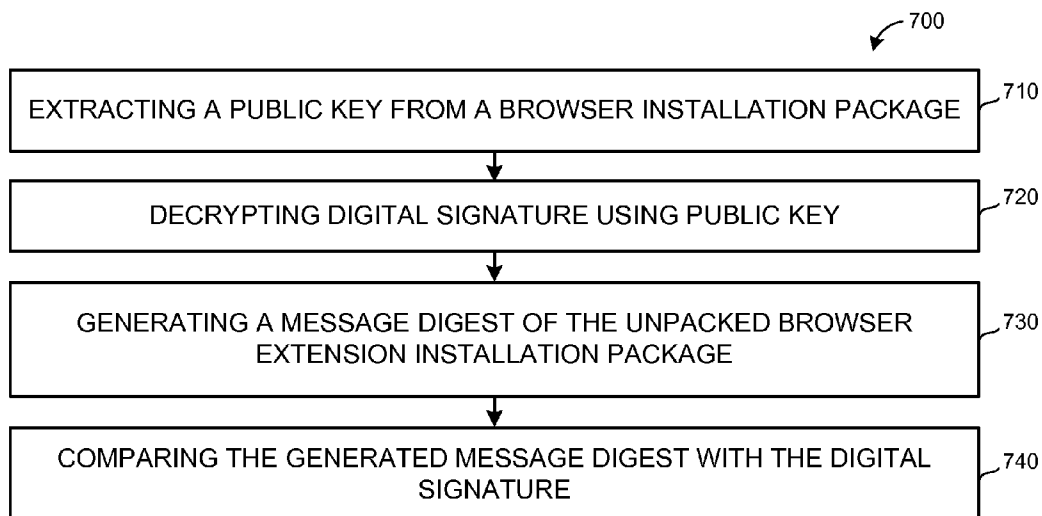 700
EXTRACTING A PUBLIC KEY FROM A BROWSER INSTALLATION PACKAGE
710
DECRYPTING DIGITAL SIGNATURE USING PUBLIC KEY
720
GENERATING A MESSAGE DIGEST OF THE UNPACKED BROWSER
EXTENSION INSTALLATION PACKAGE
730
COMPARING THE GENERATED MESSAGE DIGEST WITH THE DIGITAL
SIGNATURE
740